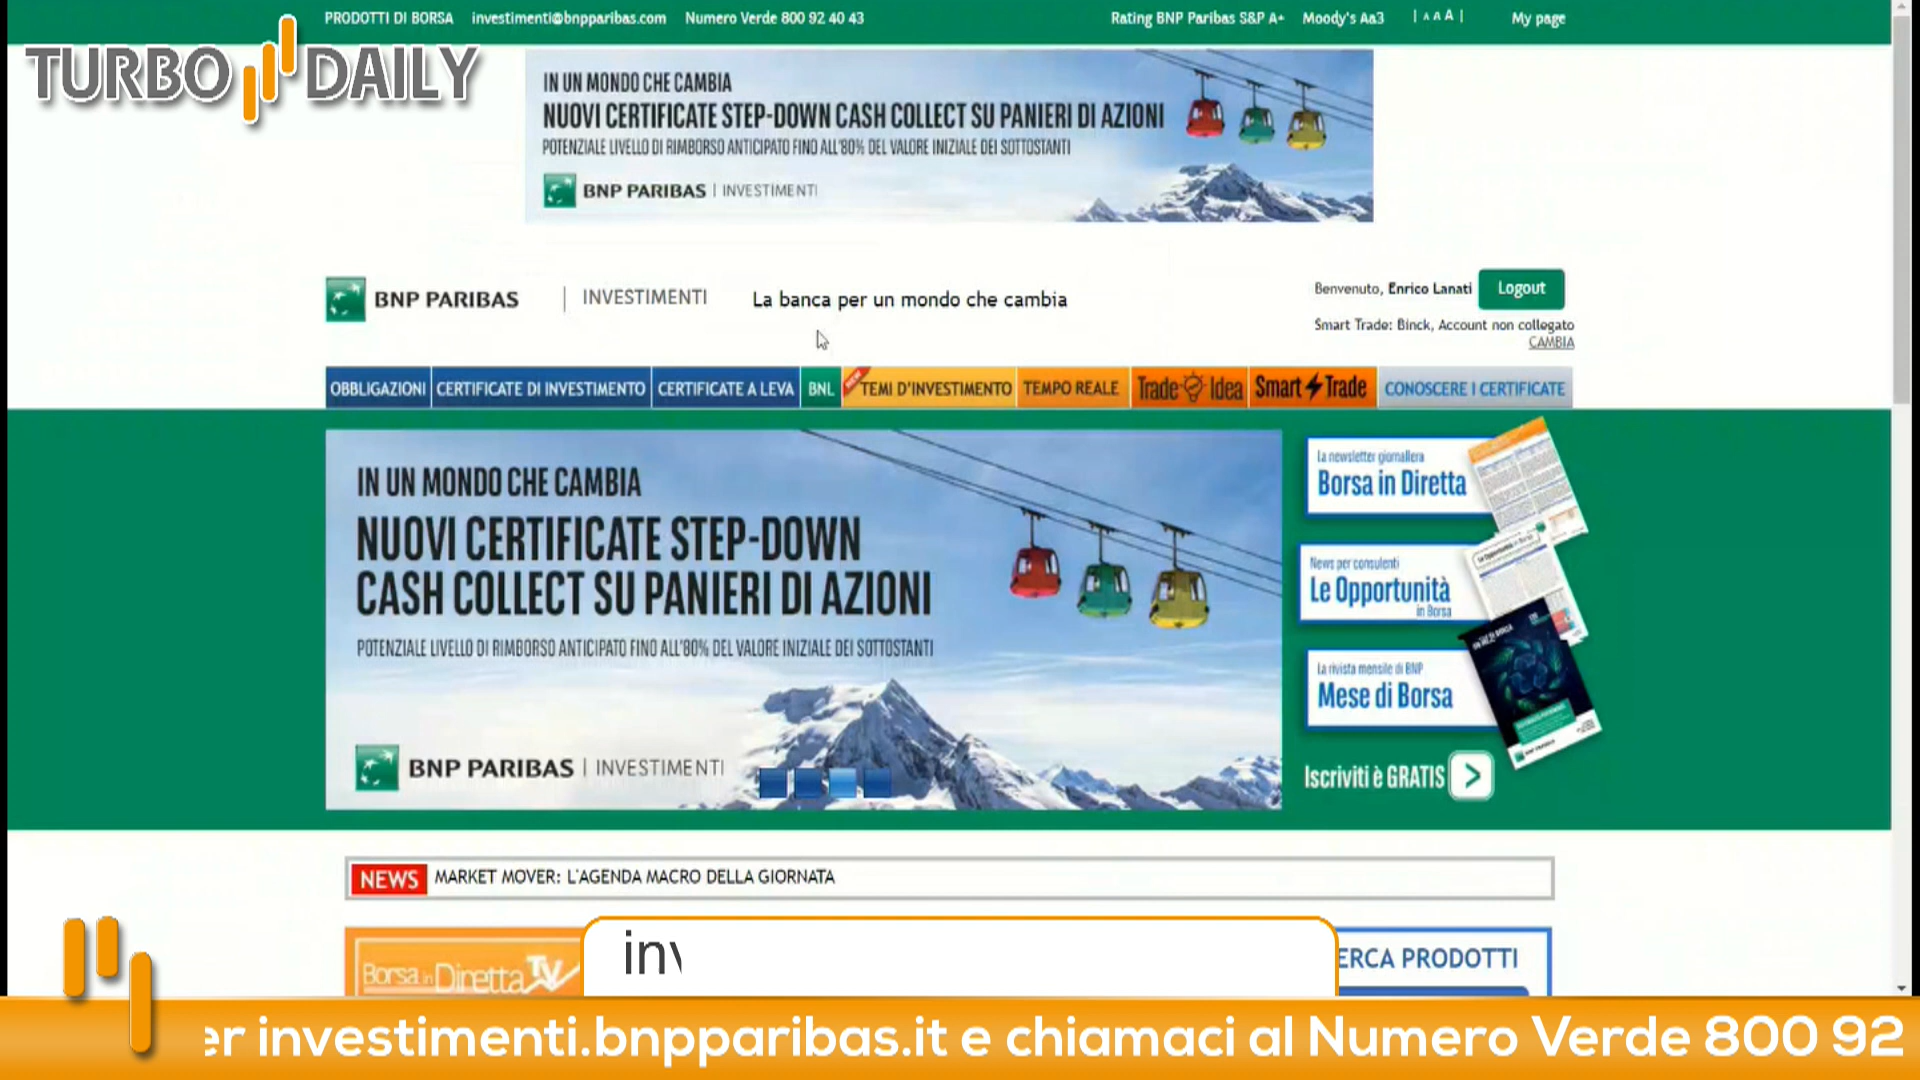 PRODOTTI DI BORSA investimenti@bnpparibas.com Numero Verde 800 92 40 43 Rating BNP Paribas S&P A+ Moody's Aa3 | A A A | My page
TURBO DAILY
IN UN MONDO CHE CAMBIA
NUOVI CERTIFICATE STEP-DOWN CASH COLLECT SU PANIERI DI AZIONI
POTENZIALE LIVELLO DI RIMBORSO ANTICIPATO FINO ALL'80% DEL VALORE INIZIALE DEI SOTTOSTANTI
BNP PARIBAS | INVESTIMENTI
BNP PARIBAS | INVESTIMENTI La banca per un mondo che cambia
Benvenuto, Enrico Lanati Logout
Smart Trade: Binck, Account non collegato
CAMBIA
OBBLIGAZIONI CERTIFICATE DI INVESTIMENTO CERTIFICATE A LEVA BNL NEW TEMI D'INVESTIMENTO TEMPO REALE Trade Idea Smart Trade CONOSCERE I CERTIFICATE
IN UN MONDO CHE CAMBIA
NUOVI CERTIFICATE STEP-DOWN
CASH COLLECT SU PANIERI DI AZIONI
POTENZIALE LIVELLO DI RIMBORSO ANTICIPATO FINO ALL'80% DEL VALORE INIZIALE DEI SOTTOSTANTI
BNP PARIBAS | INVESTIMENTI
La newsletter giornaliera
Borsa in Diretta
News per consulenti
Le Opportunità
in Borsa
La rivista mensile di BNP
Mese di Borsa
Iscriviti è GRATIS >
NEWS MARKET MOVER: L'AGENDA MACRO DELLA GIORNATA
Borsa in Diretta TV
inv
ERCA PRODOTTI
er investimenti.bnpparibas.it e chiamaci al Numero Verde 800 92